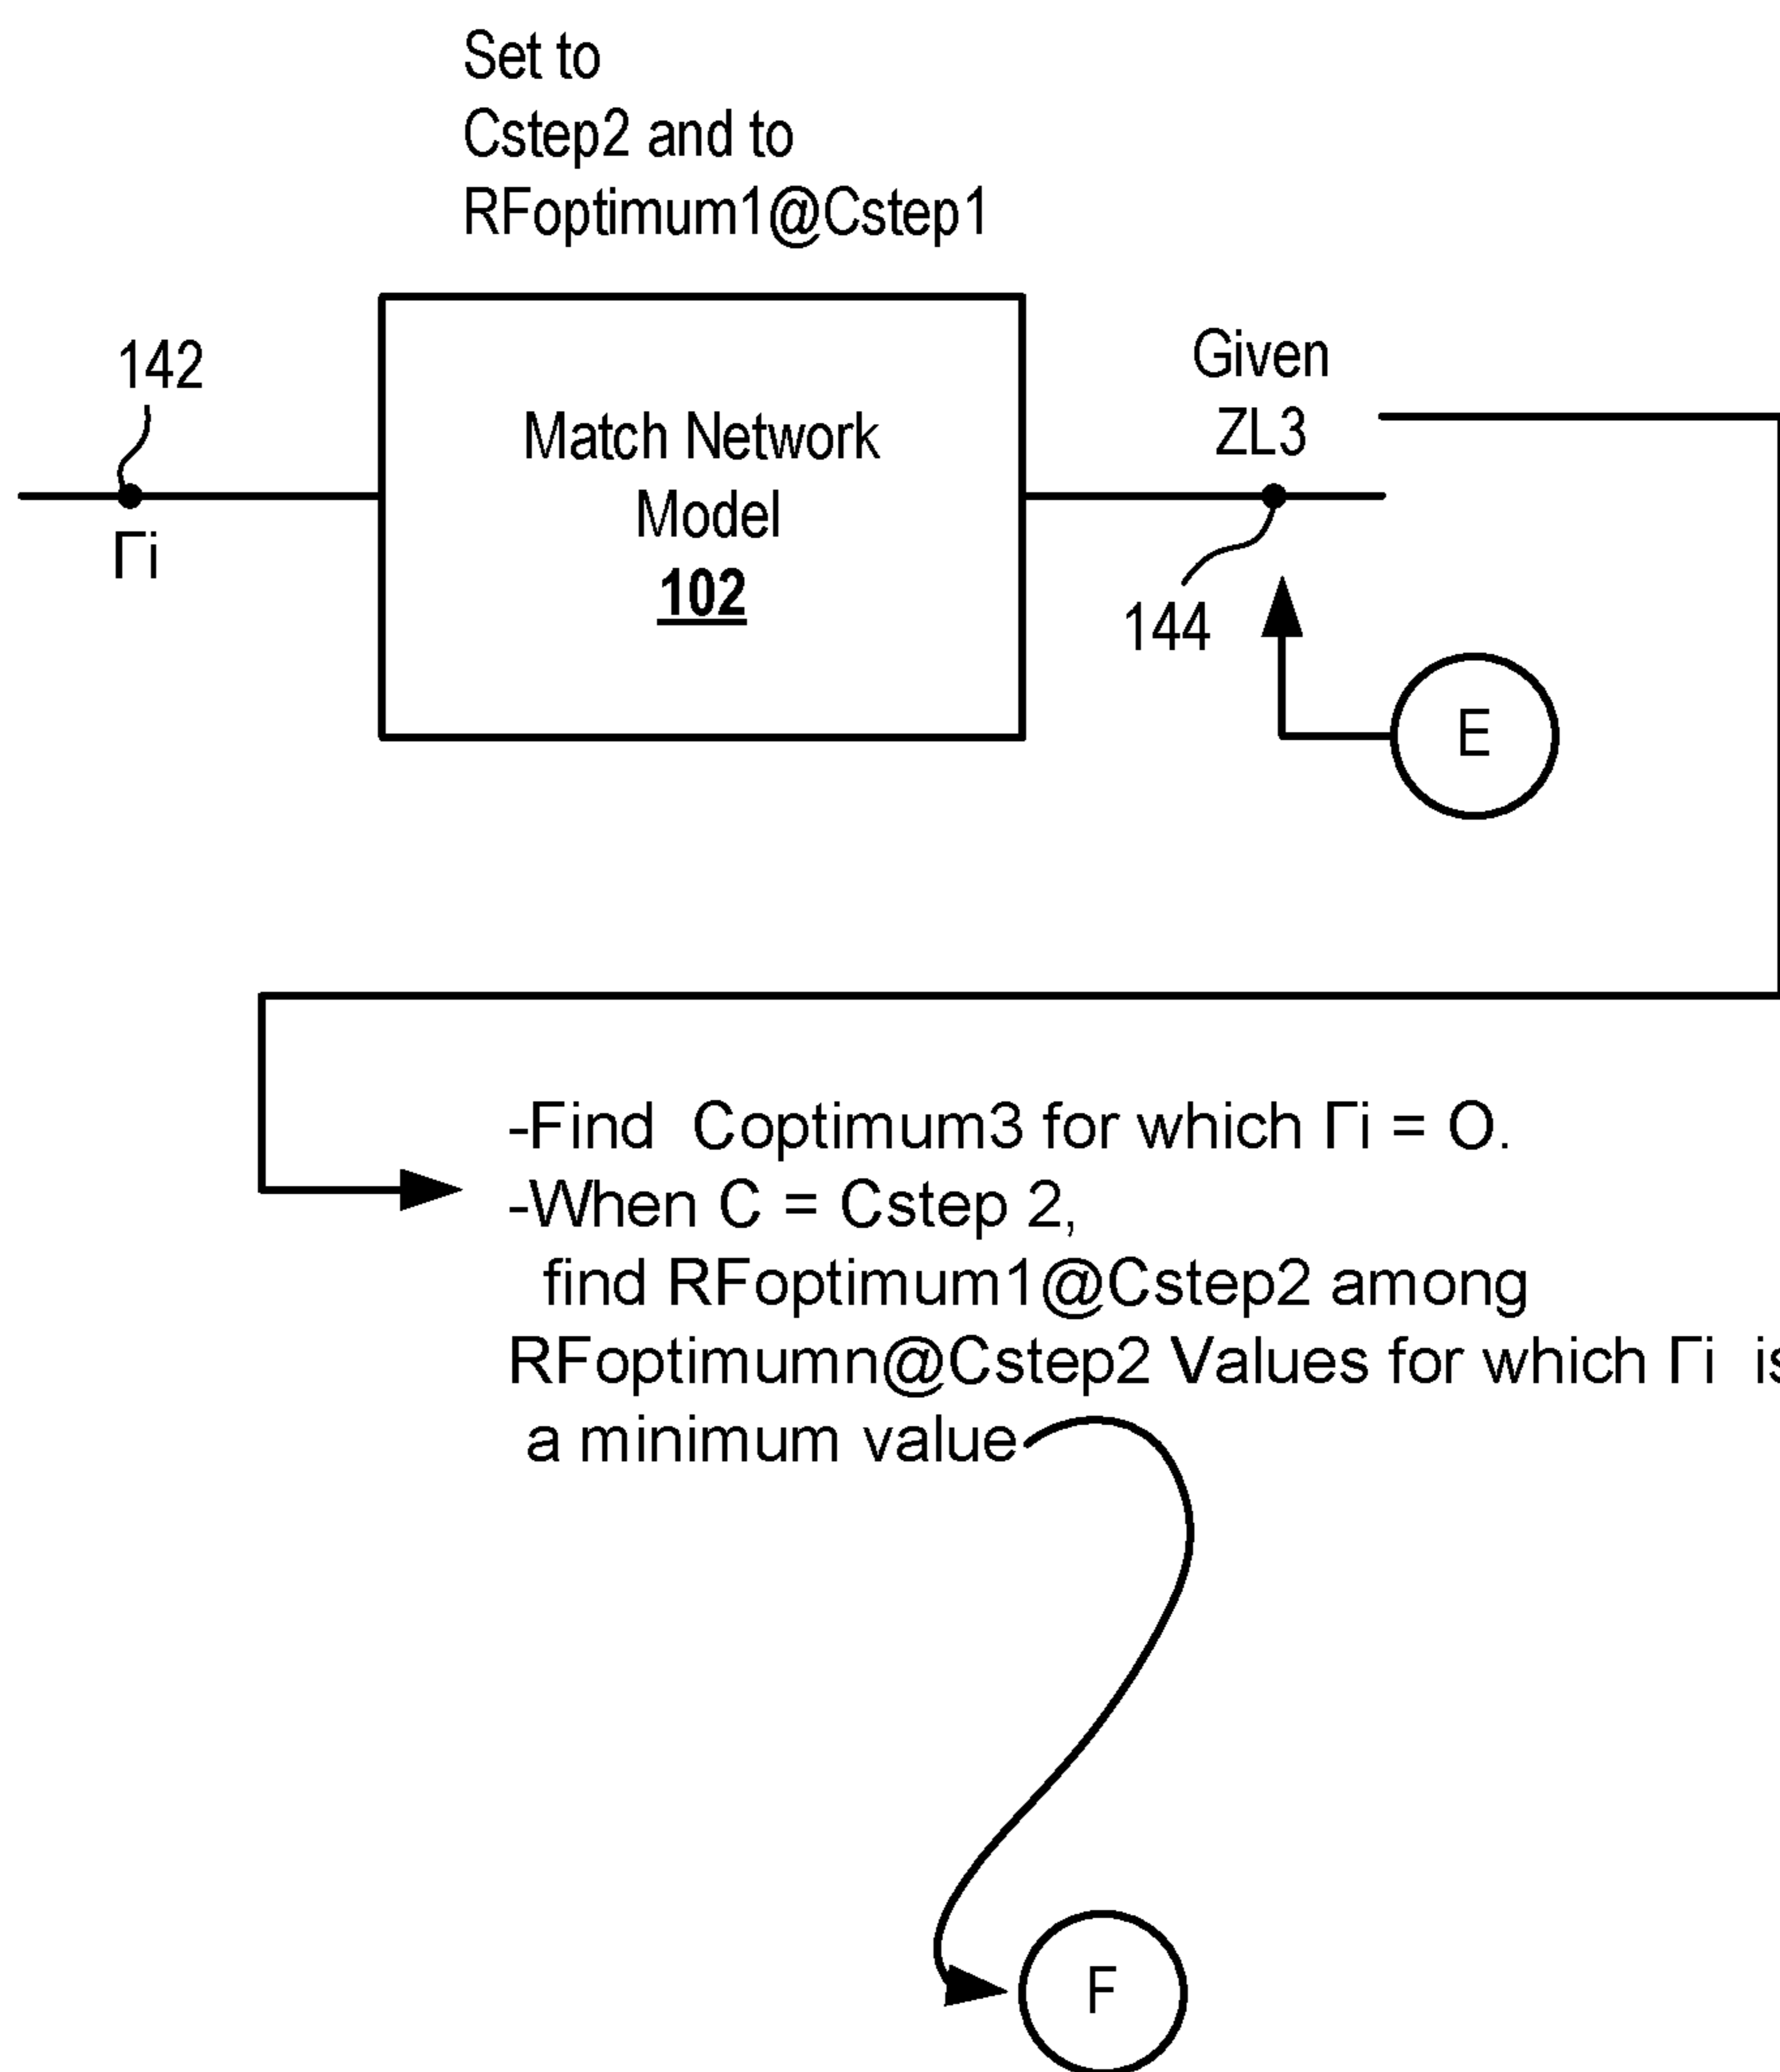 Set to
Cstep2 and to
RFoptimum1@Cstep1
142
Γi
Match Network
Model
102
Given
ZL3
144
E
-Find Coptimum3 for which Γi = O.
-When C = Cstep 2,
find RFoptimum1@Cstep2 among
RFoptimumn@Cstep2 Values for which Γi is
a minimum value
F